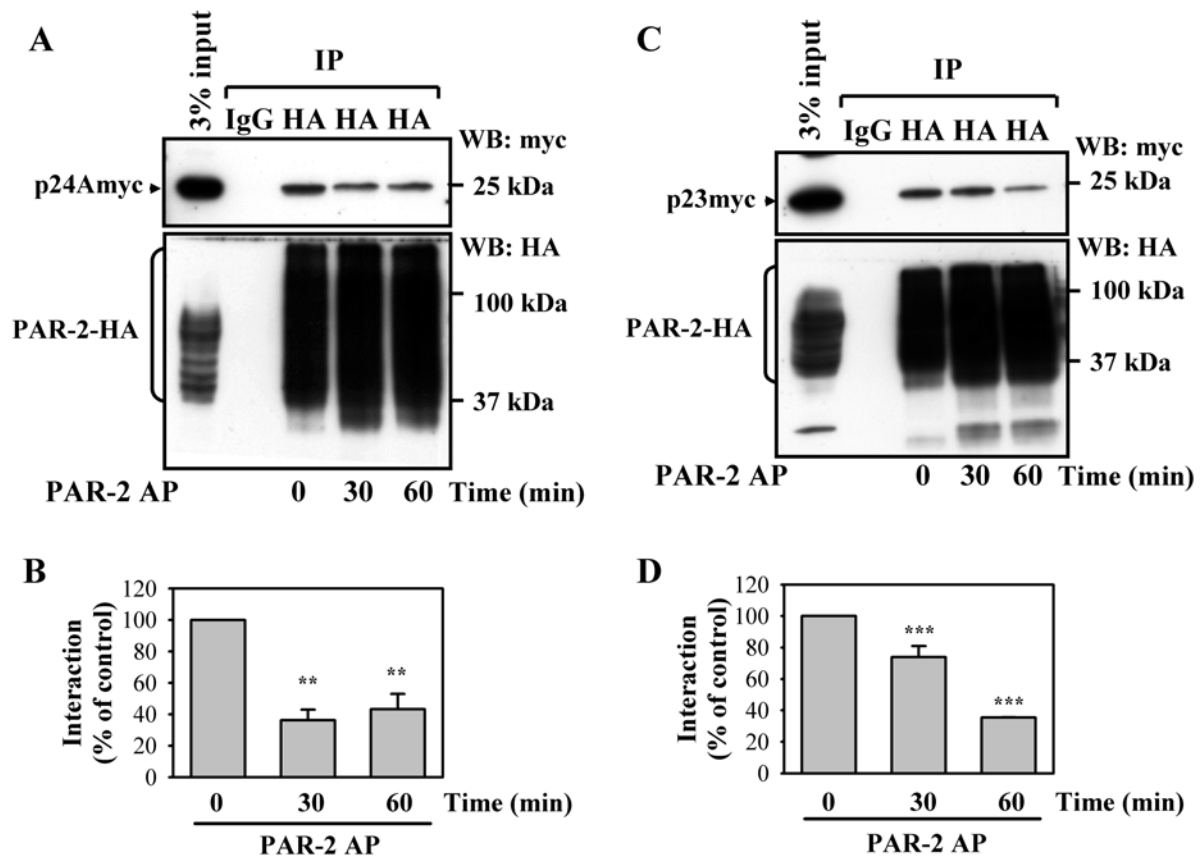 A
3% input
IP
IgG HA HA HA
WB: myc
p24Amyc
25 kDa
WB: HA
100 kDa
PAR-2-HA
37 kDa
PAR-2 AP 0 30 60 Time (min)
C
3% input
IP
IgG HA HA HA
WB: myc
25 kDa
p23myc
WB: HA
100 kDa
PAR-2-HA
37 kDa
PAR-2 AP 0 30 60 Time (min)
B
Interaction
(% of control)
120
100
80
60
40
20
0
**
**
0 30 60 Time (min)
PAR-2 AP
D
Interaction
(% of control)
120
100
80
60
40
20
0
***
***
0 30 60 Time (min)
PAR-2 AP